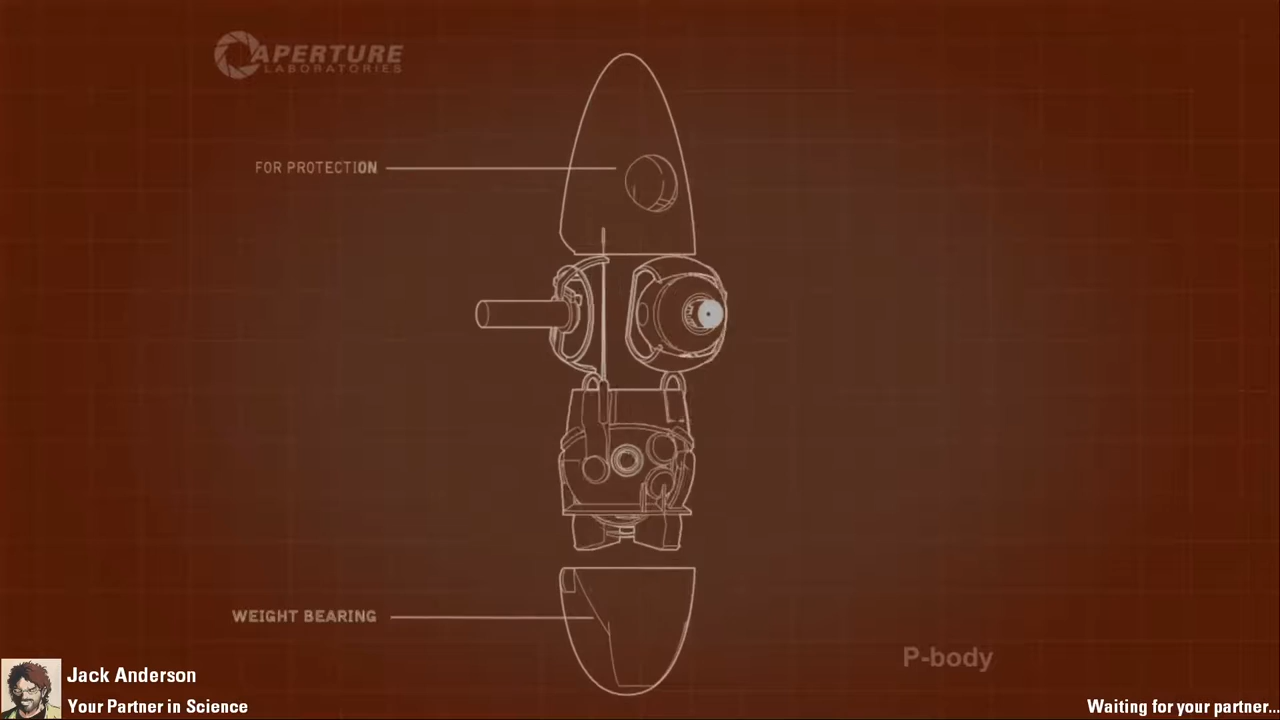 APERTURE
LABORATORIES
FOR PROTECTION
WEIGHT BEARING
P-body
Jack Anderson
Your Partner in Science
Waiting for your partner...